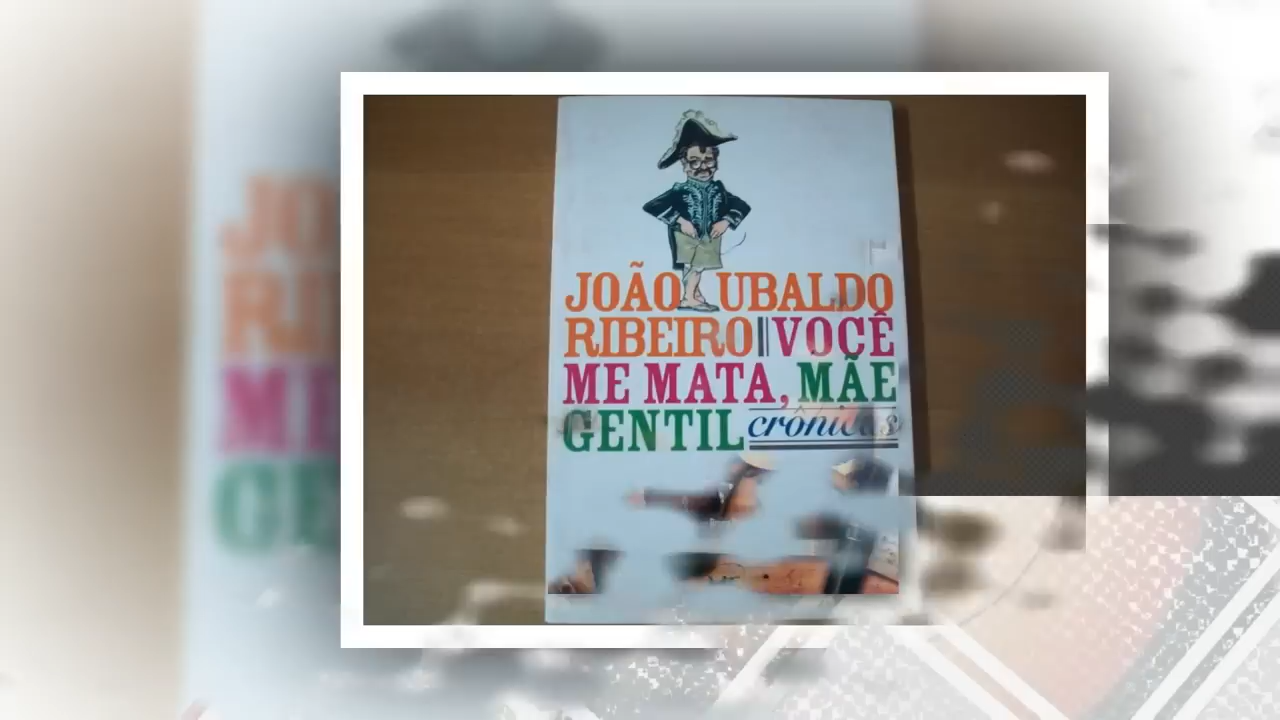 JOÃO UBALDO
RIBEIRO VOCÊ
ME MATA, MÃE
GENTIL crônicas